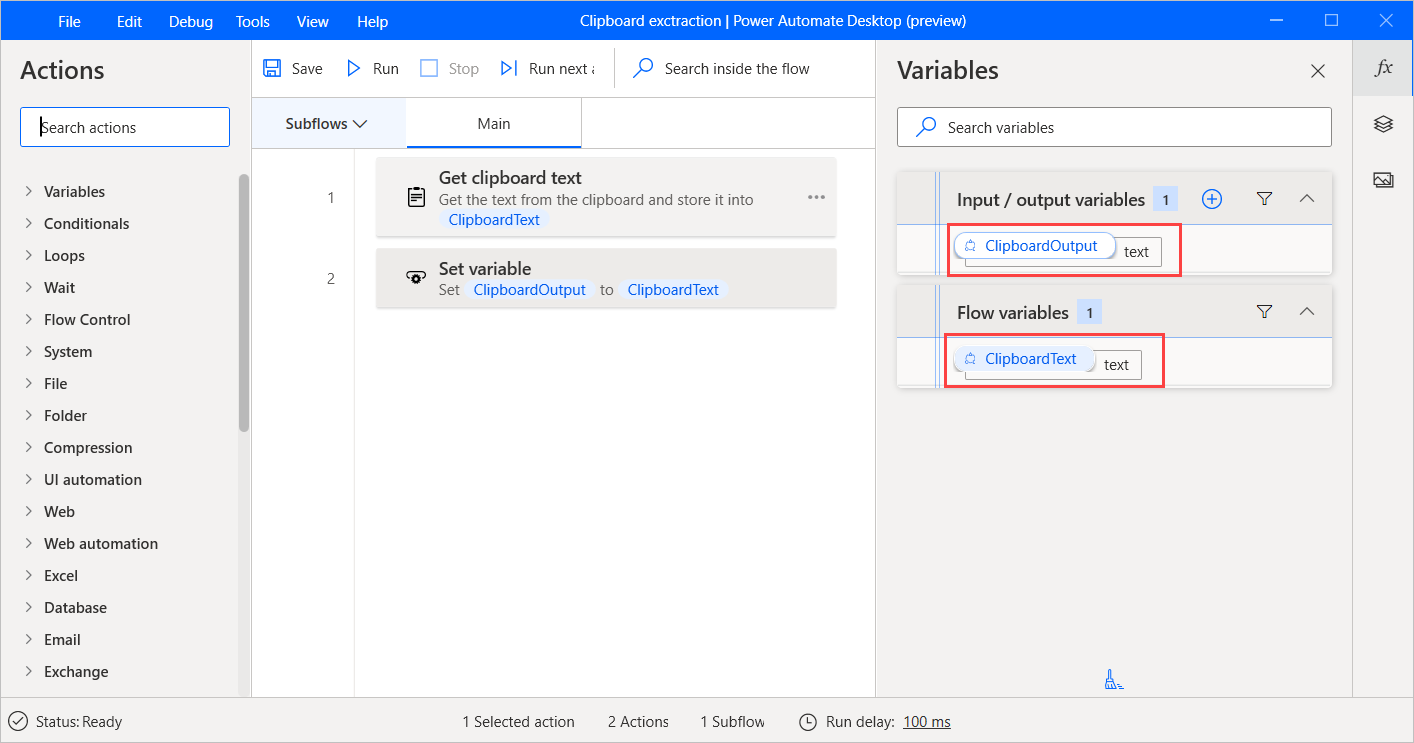 File Edit Debug Tools View Help Clipboard exctraction | Power Automate Desktop (preview)
Actions
Search actions
Variables
Conditionals
Loops
Wait
Flow Control
System
File
Folder
Compression
UI automation
Web
Web automation
Excel
Database
Email
Exchange
Save Run Stop Run next a Search inside the flow
Subflows Main
1 Get clipboard text
Get the text from the clipboard and store it into
ClipboardText
2 Set variable
Set ClipboardOutput to ClipboardText
Variables
fx
Search variables
Input / output variables 1
ClipboardOutput text
Flow variables 1
ClipboardText text
Status: Ready 1 Selected action 2 Actions 1 Subflow Run delay: 100 ms